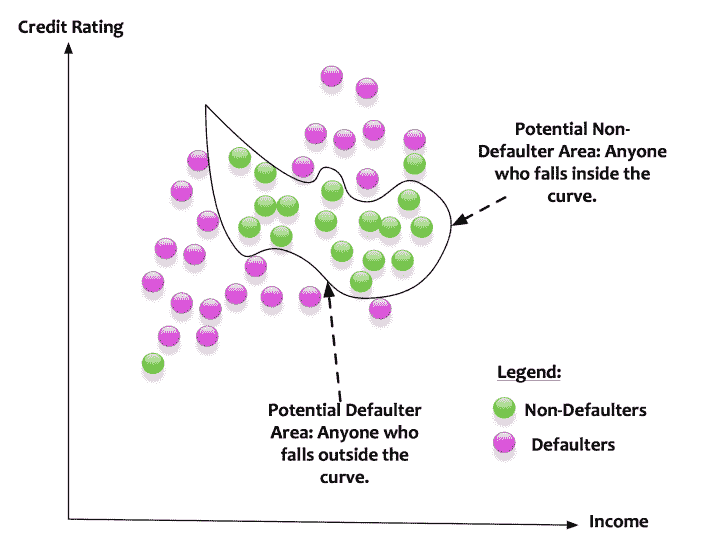 Credit Rating
Potential Non-
Defaulter Area: Anyone
who falls inside the
curve.
Legend:
Non-Defaulters
Defaulters
Potential Defaulter
Area: Anyone who
falls outside the
curve.
Income